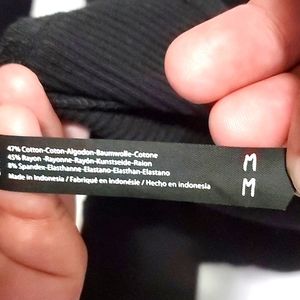 47% Cotton-Coton-Algodon-Baumwolle-Cotone
45% Rayon -Rayonne-Rayón-Kunstseide-Raion
8% Spandex-Elasthanne-Elastano-Elasthan-Elastano
Made in Indonesia / Fabriqué en Indonésie / Hecho en indonesia
M
M